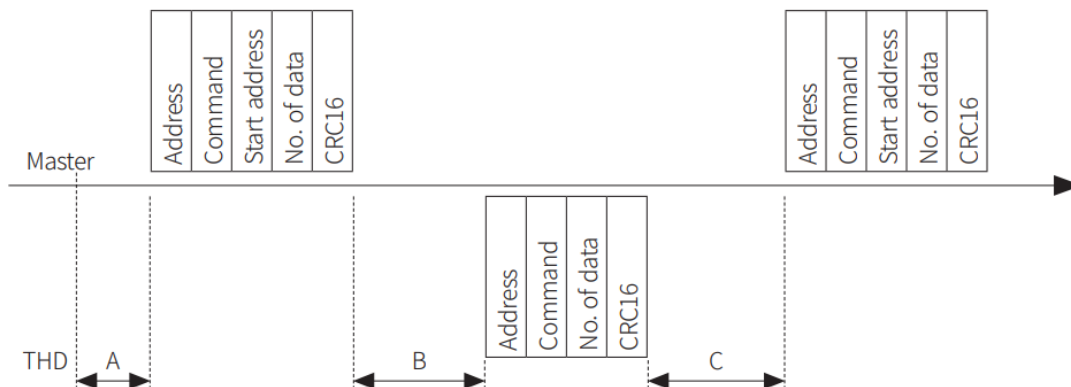 Address
Command
Start address
No. of data
CRC16
Address
Command
Start address
No. of data
CRC16
Master
Address
Command
No. of data
CRC16
THD
A
B
C